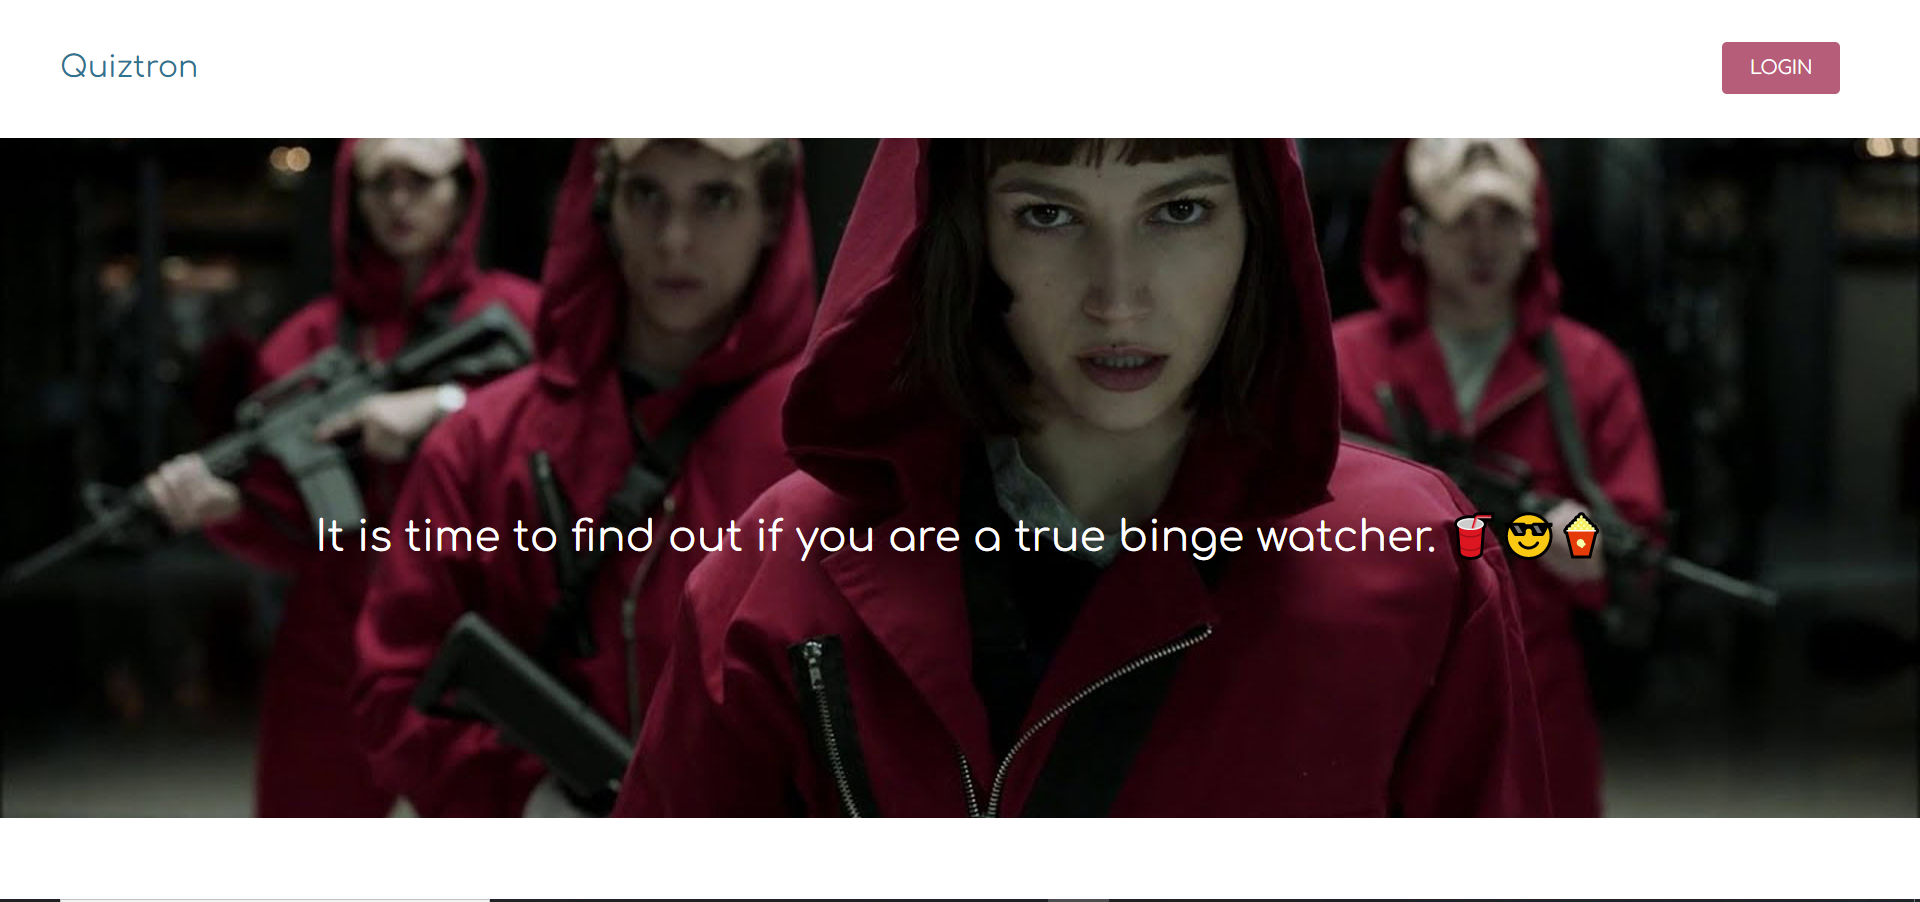 Quiztron
LOGIN
It is time to find out if you are a true binge watcher. 🥤 😎 🍿